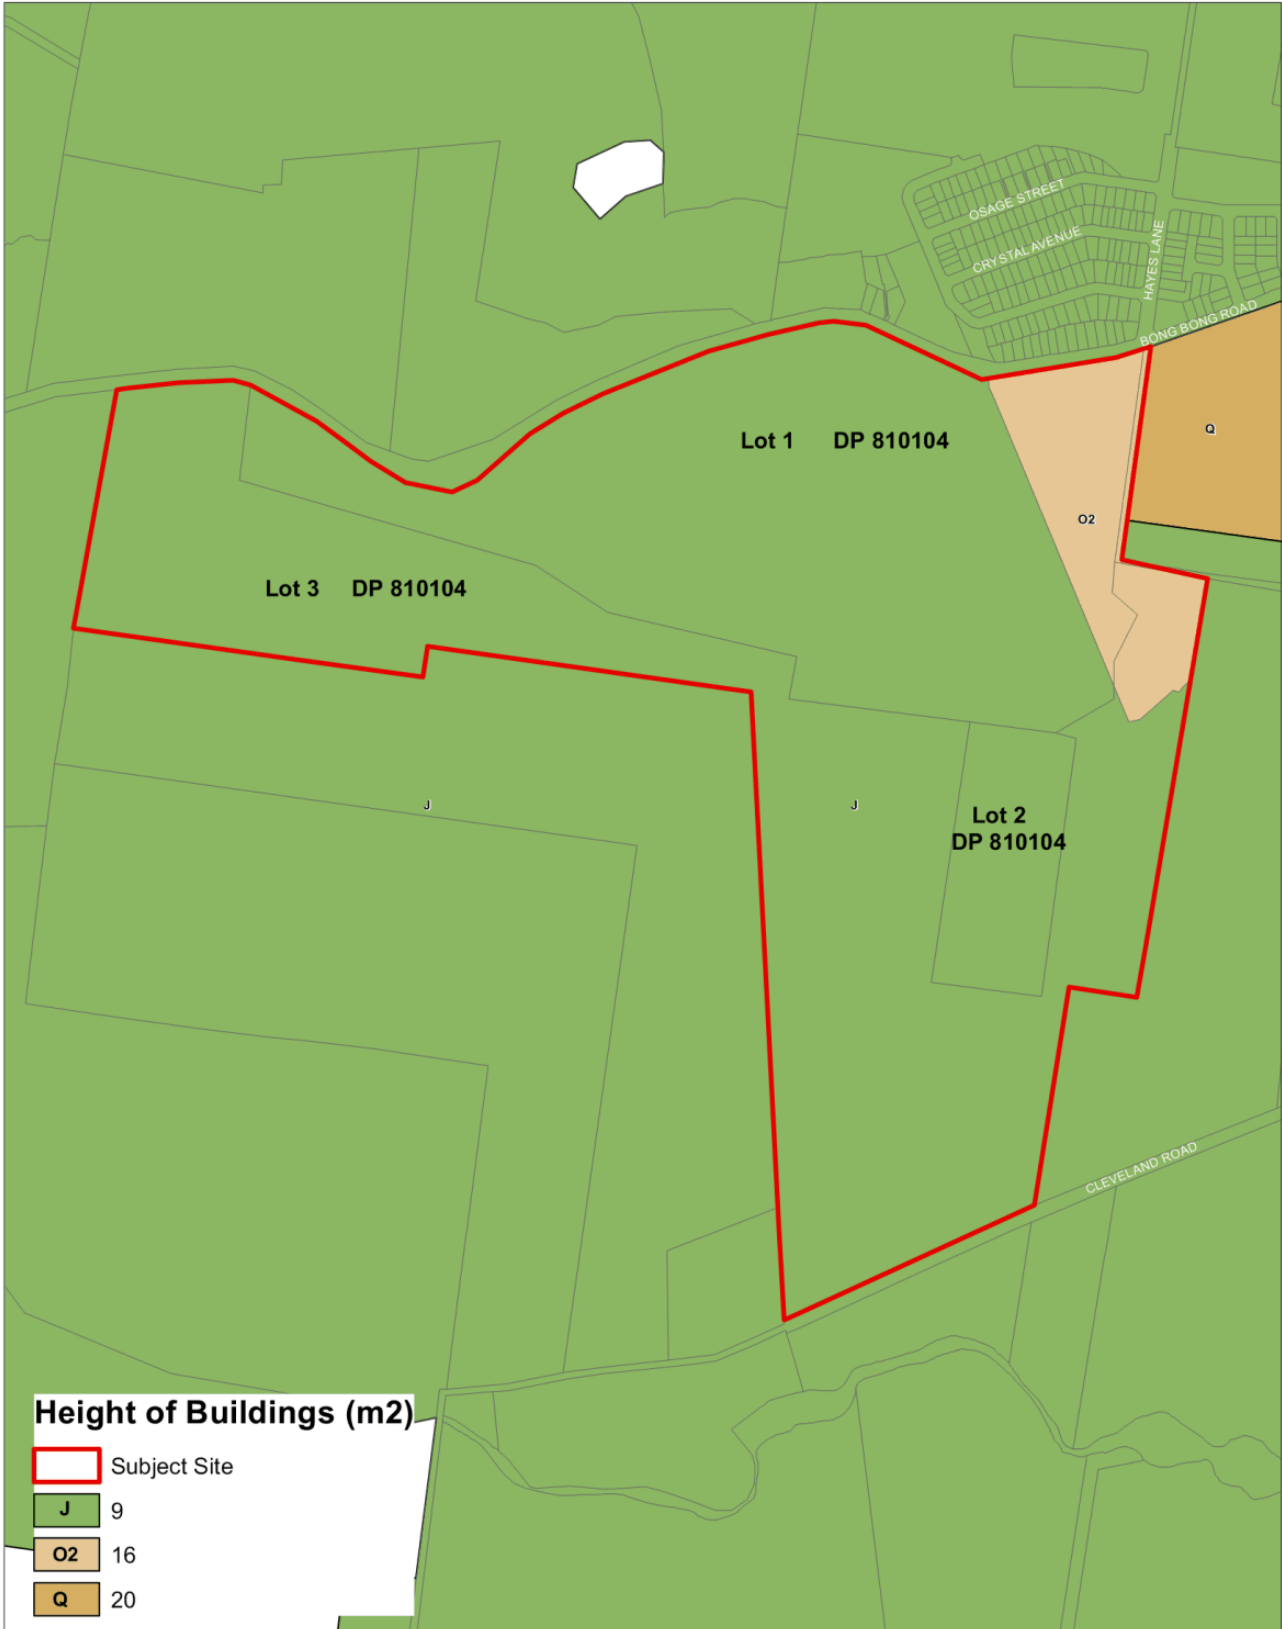 OSAGE STREET
CRYSTAL AVENUE
HAYES LANE
BONG BONG ROAD
Q
Lot 1 DP 810104
O2
Lot 3 DP 810104
J
J
Lot 2
DP 810104
CLEVELAND ROAD
Height of Buildings (m2)
Subject Site
J 9
O2 16
Q 20